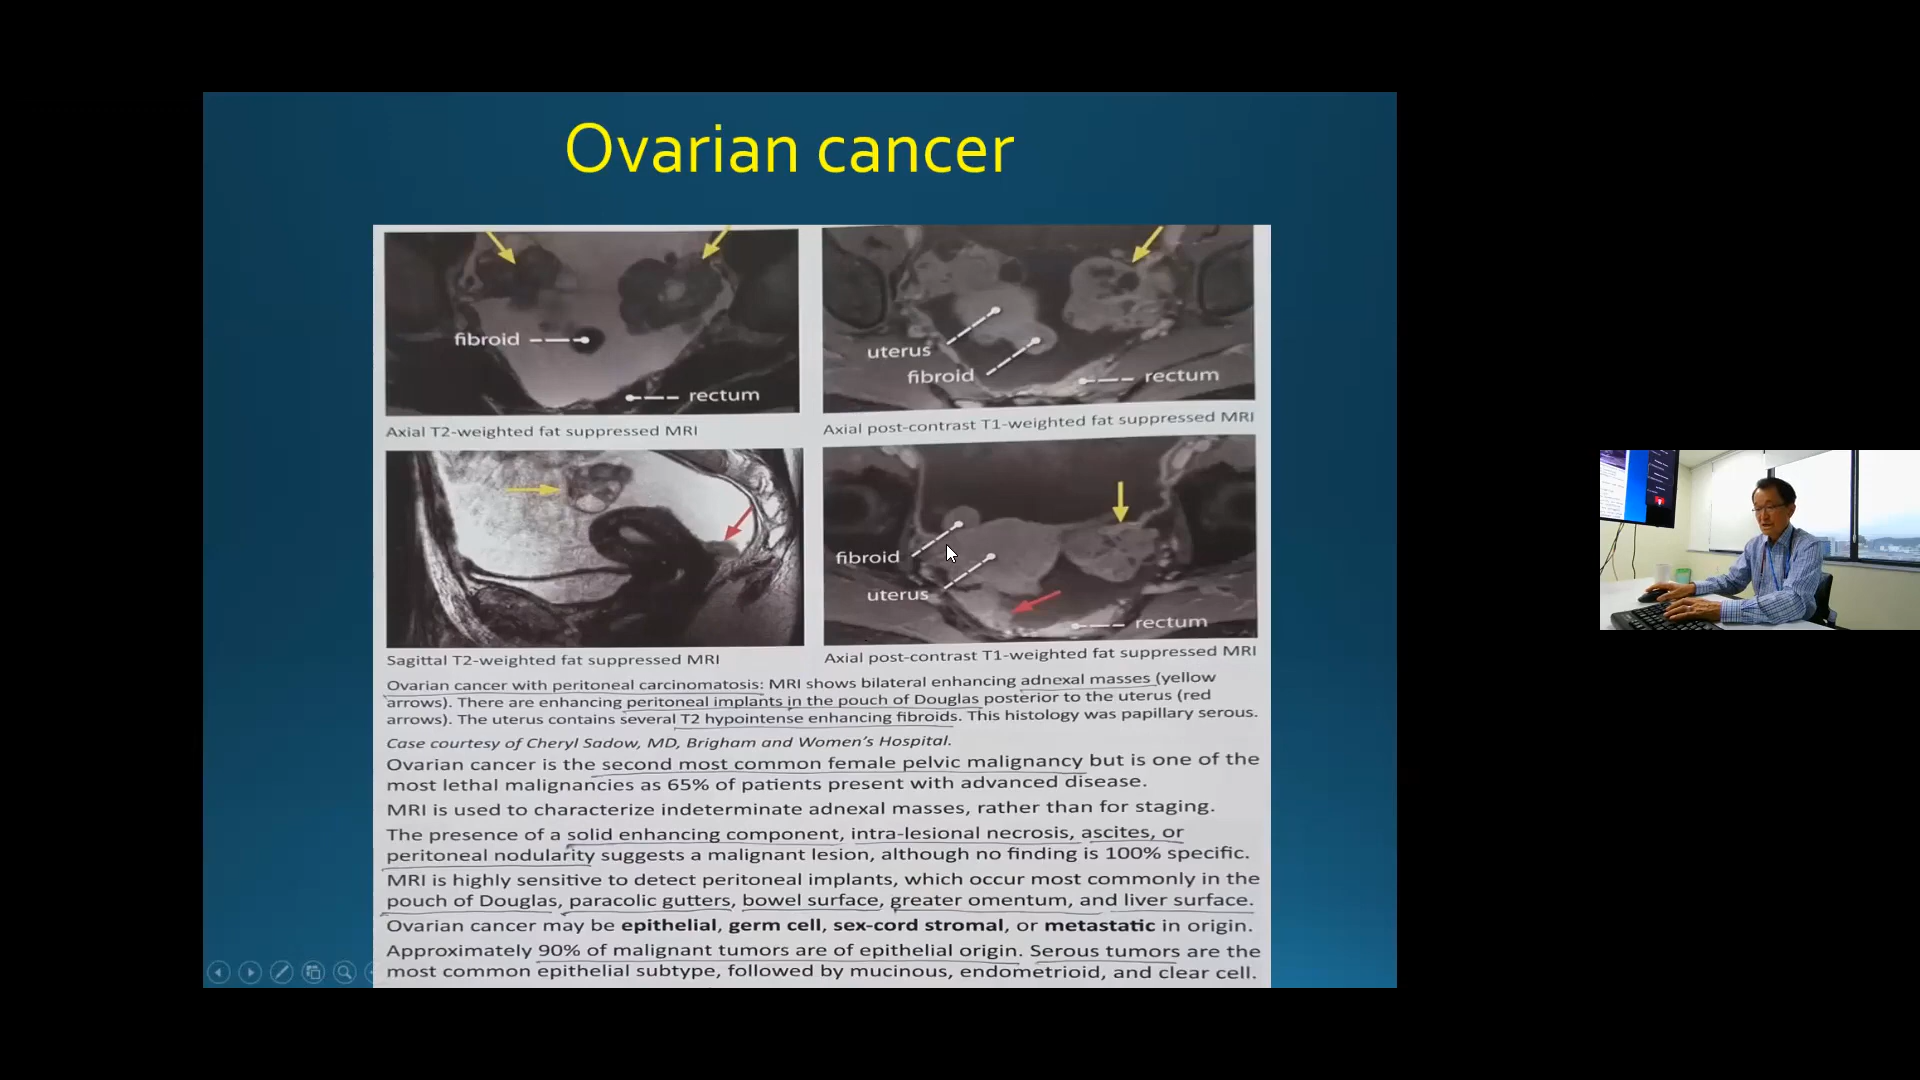 Ovarian cancer
fibroid
rectum
uterus
fibroid
rectum
Axial T2-weighted fat suppressed MRI
Axial post-contrast T1-weighted fat suppressed MRI
fibroid
uterus
rectum
Sagittal T2-weighted fat suppressed MRI
Axial post-contrast T1-weighted fat suppressed MRI
Ovarian cancer with peritoneal carcinomatosis: MRI shows bilateral enhancing adnexal masses (yellow
arrows). There are enhancing peritoneal implants in the pouch of Douglas posterior to the uterus (red
arrows). The uterus contains several T2 hypointense enhancing fibroids. This histology was papillary serous.
Case courtesy of Cheryl Sadow, MD, Brigham and Women's Hospital.
Ovarian cancer is the second most common female pelvic malignancy but is one of the
most lethal malignancies as 65% of patients present with advanced disease.
MRI is used to characterize indeterminate adnexal masses, rather than for staging.
The presence of a solid enhancing component, intra-lesional necrosis, ascites, or
peritoneal nodularity suggests a malignant lesion, although no finding is 100% specific.
MRI is highly sensitive to detect peritoneal implants, which occur most commonly in the
pouch of Douglas, paracolic gutters, bowel surface, greater omentum, and liver surface.
Ovarian cancer may be epithelial, germ cell, sex-cord stromal, or metastatic in origin.
Approximately 90% of malignant tumors are of epithelial origin. Serous tumors are the
most common epithelial subtype, followed by mucinous, endometrioid, and clear cell.